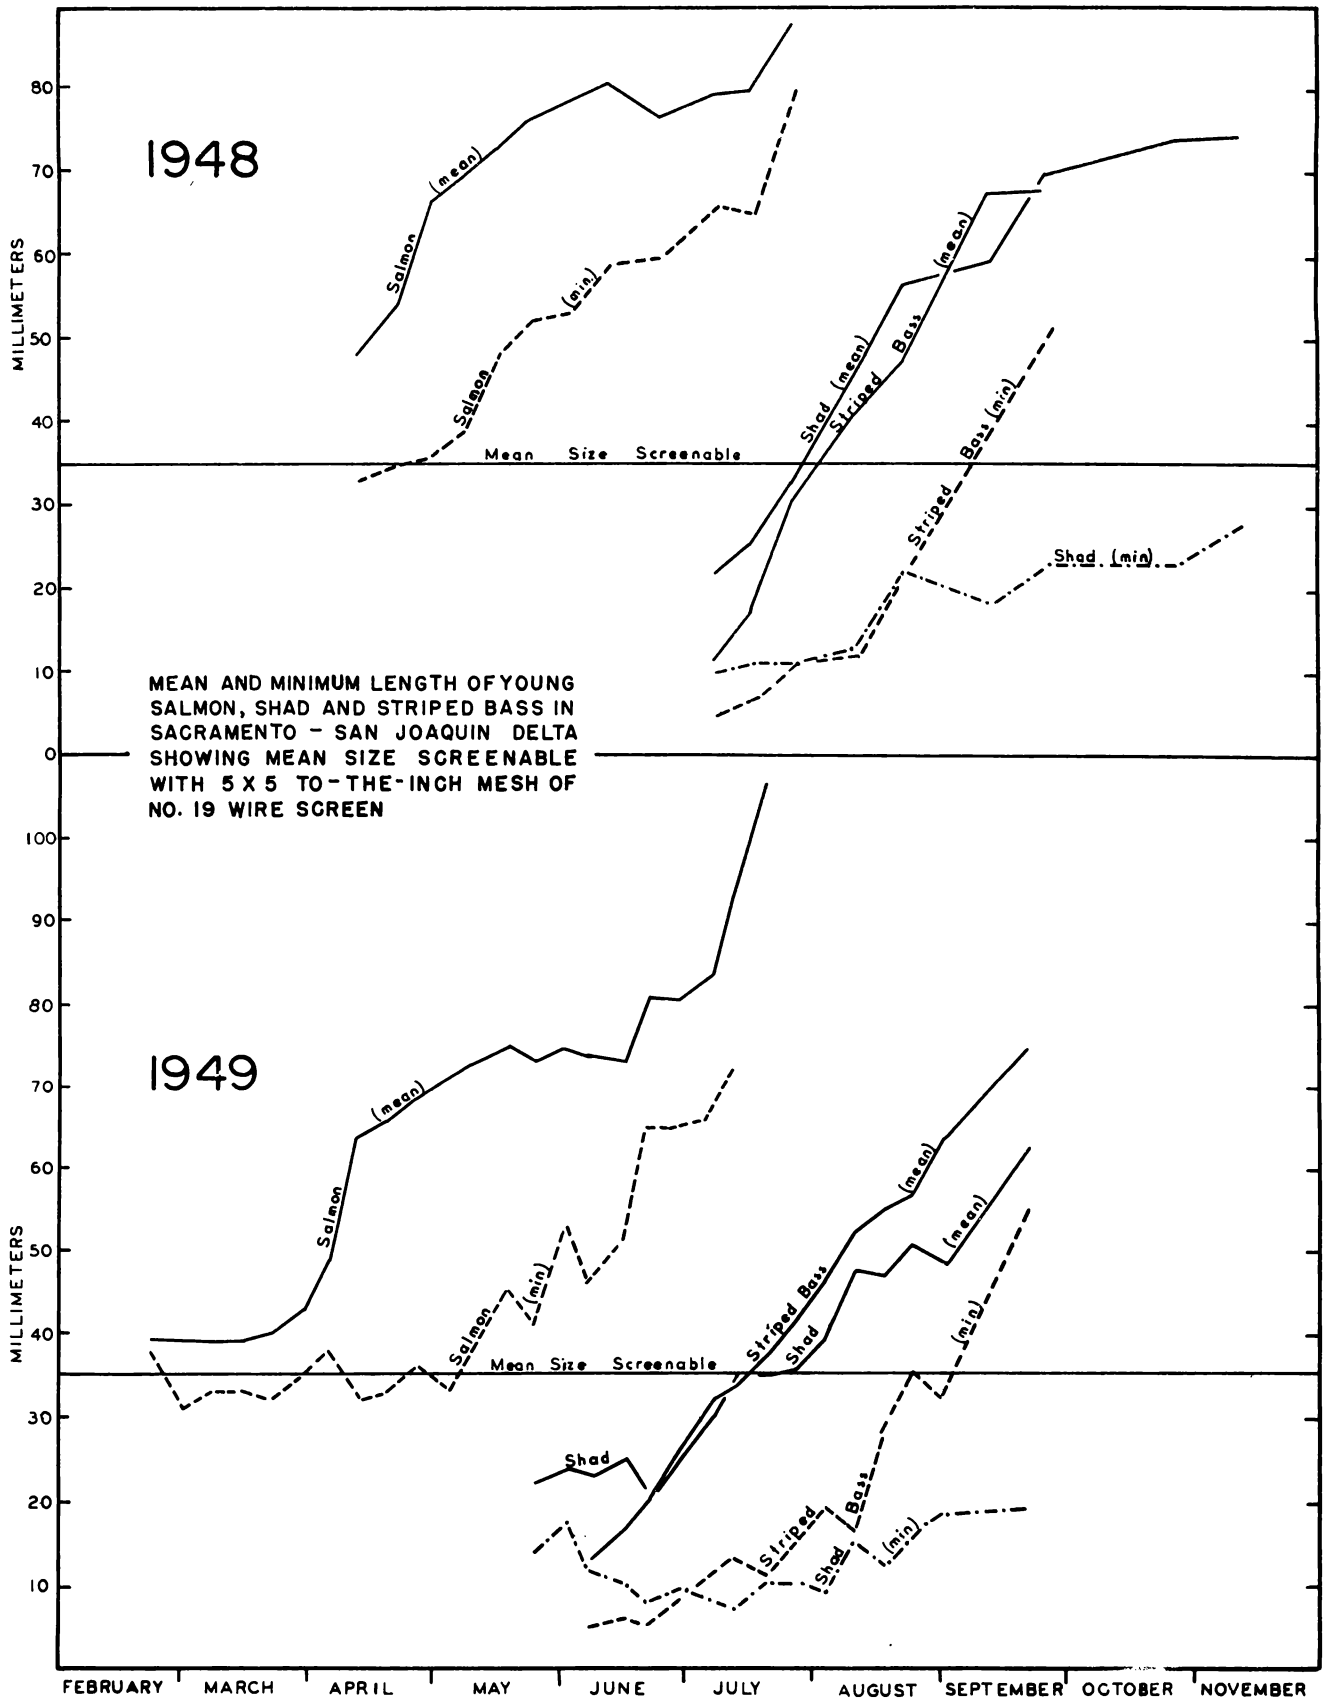 80
1948
70
(mean)
Salmon
60
(min.)
MILLIMETERS
50
Salmon
40
Mean Size Screenable
30
20
10
0
Shad (mean)
Striped Bass (mean)
Striped Bass (min)
Shad (min)
MEAN AND MINIMUM LENGTH OF YOUNG
SALMON, SHAD AND STRIPED BASS IN
SACRAMENTO - SAN JOAQUIN DELTA
SHOWING MEAN SIZE SCREENABLE
WITH 5 X 5 TO-THE-INCH MESH OF
NO. 19 WIRE SCREEN
100
90
80
1949
70
(mean)
60
Salmon
50
MILLIMETERS
40
Salmon (min)
Mean Size Screenable
30
20
10
Striped Bass (mean)
Shad (mean)
Shad
Striped Bass (min)
Shad (min)
FEBRUARY MARCH APRIL MAY JUNE JULY AUGUST SEPTEMBER OCTOBER NOVEMBER